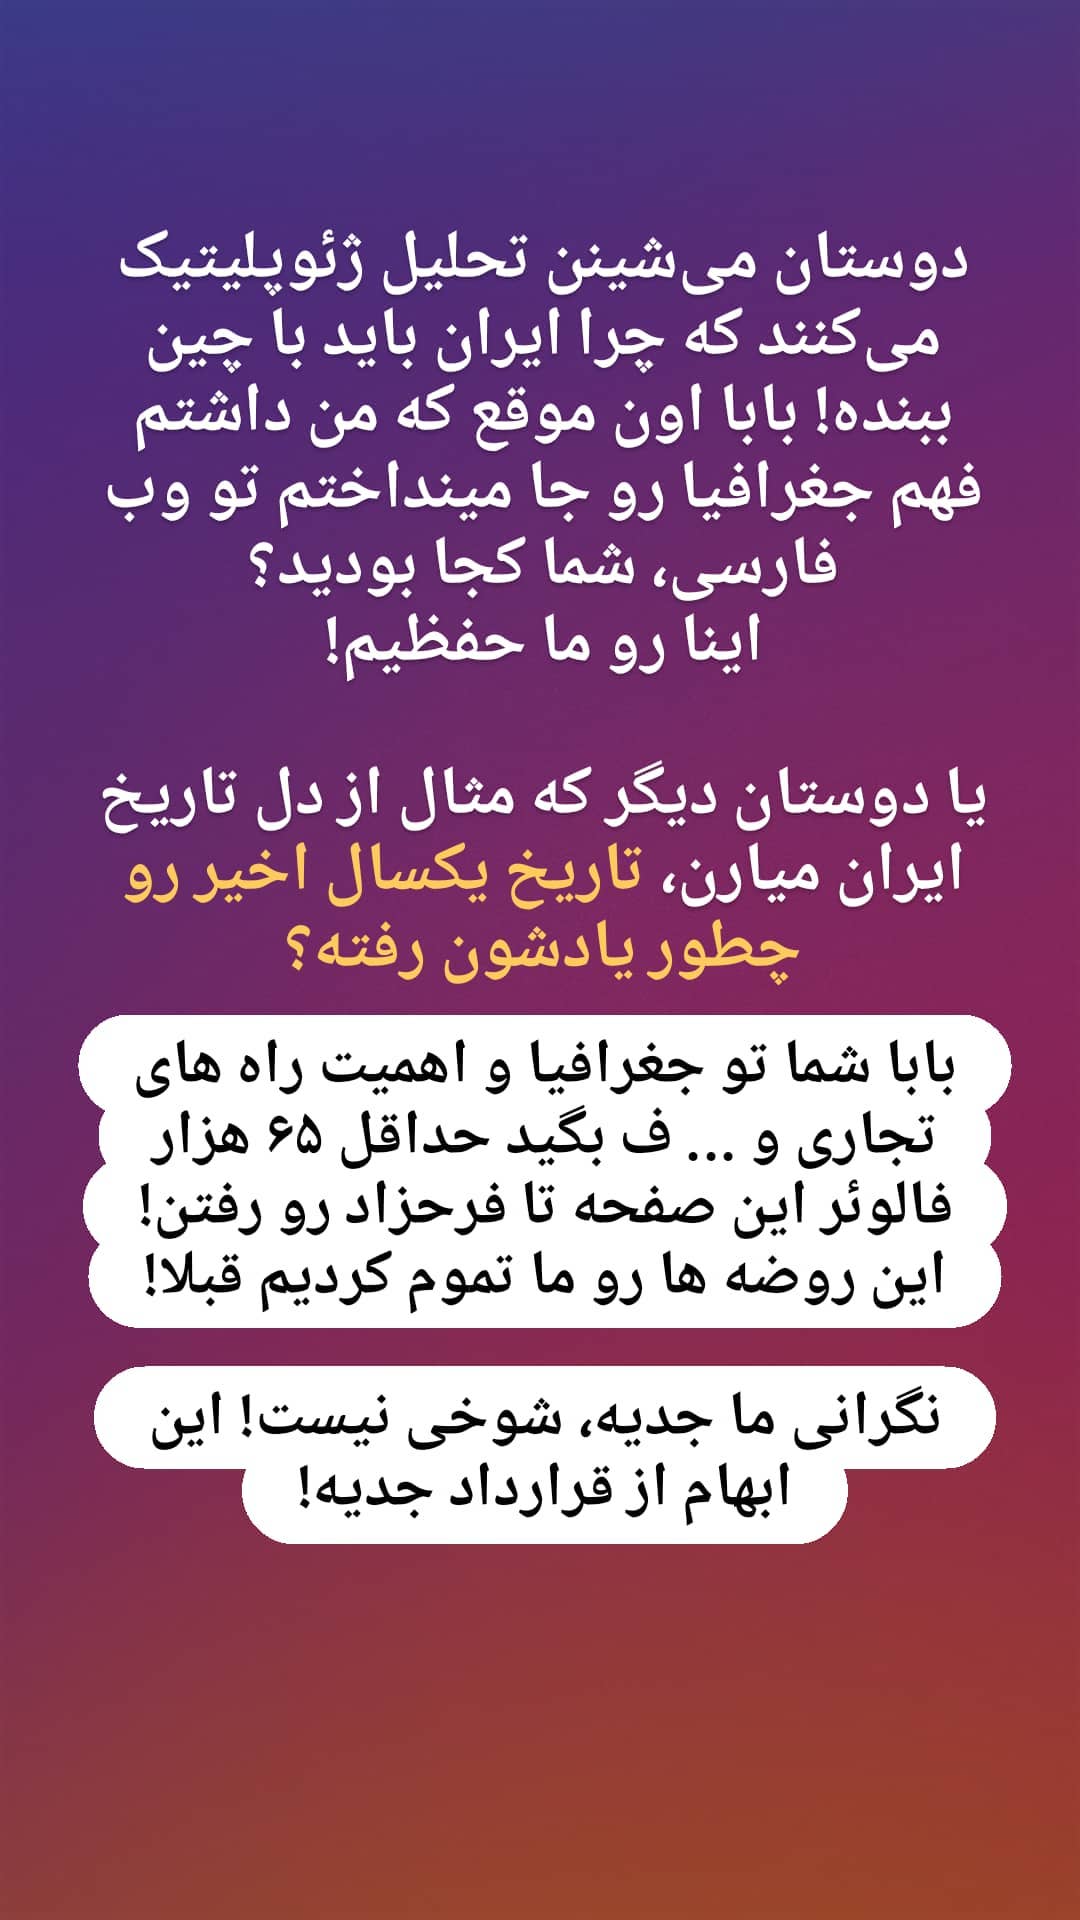 دوستان می‌شینن تحلیل ژئوپلیتیک
می‌کنند که چرا ایران باید با چین
ببنده! بابا اون موقع که من داشتم
فهم جغرافیا رو جا مینداختم تو وب
فارسی، شما کجا بودید؟
اینا رو ما حفظیم!
یا دوستان دیگر که مثال از دل تاریخ
ایران میارن، تاریخ یکسال اخیر رو
چطور یادشون رفته؟
بابا شما تو جغرافیا و اهمیت راه های
تجاری و ... ف بگید حداقل ۶۵ هزار
فالوئر این صفحه تا فرحزاد رو رفتن!
این روضه ها رو ما تموم کردیم قبلا!
نگرانی ما جدیه، شوخی نیست! این
ابهام از قرارداد جدیه!